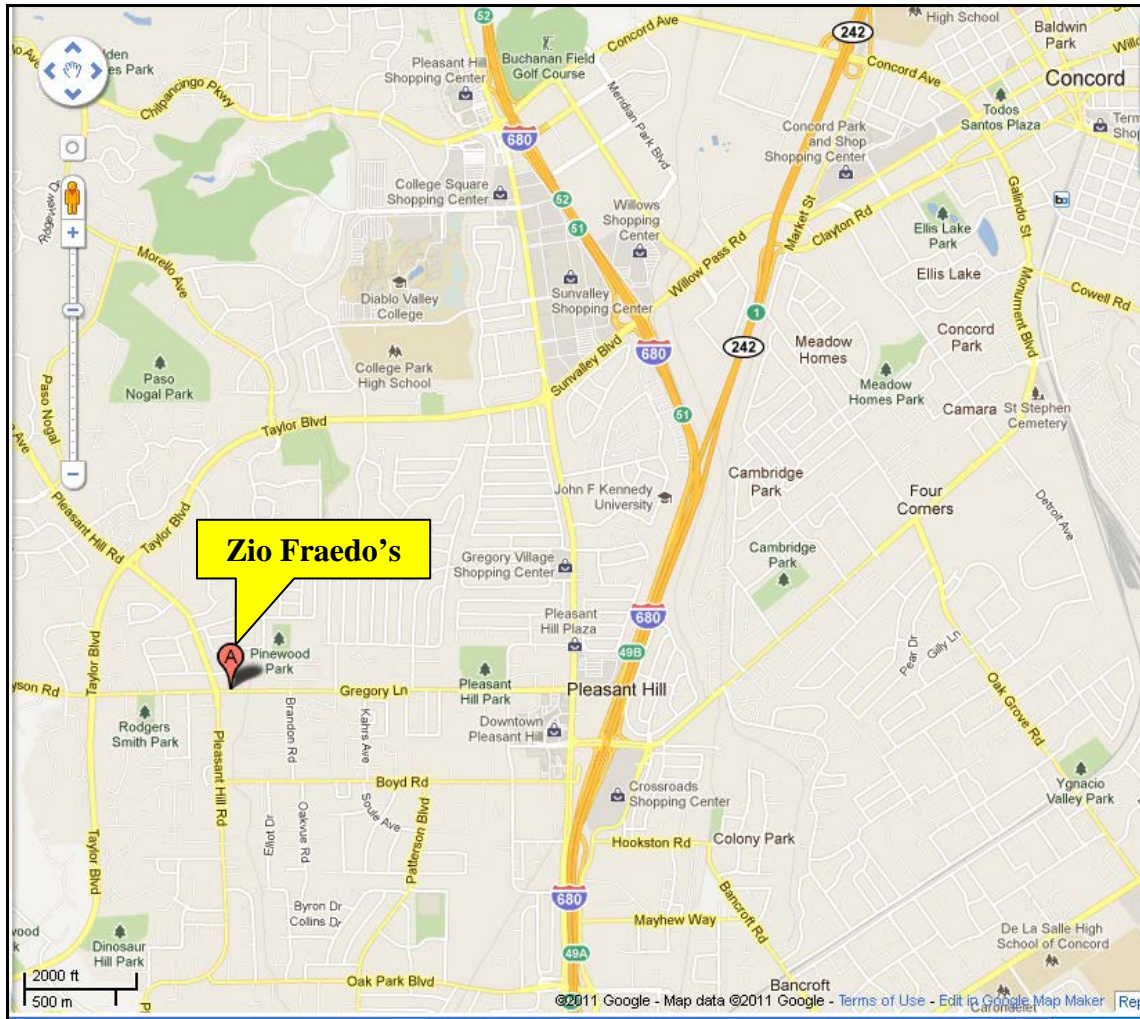 High School
52
242
Concord Ave
Baldwin
Park
Buchanan Field
Golf Course
Pleasant Hill
Shopping Center
Concord Ave
Willow
Concord
Chilpancingo Pkwy
Meridian Park Blvd
Todos
Santos Plaza
Concord Park
and Shop
Shopping Center
680
College Square
Shopping Center
52
Willows
Shopping
Center
Market St
Galindo St
51
Clayton Rd
Ellis Lake
Park
Morello Ave
Willow Pass Rd
Ellis Lake
Diablo Valley
College
Sunvalley
Shopping Center
Monument Blvd
Cowell Rd
1
680
242
Meadow
Homes
Concord
Park
Paso
Nogal Park
College Park
High School
Sunvalley Blvd
Meadow
Homes Park
Paso Nogal
Camara
St Stephen
Cemetery
51
Taylor Blvd
Cambridge
Park
John F Kennedy
University
Four
Corners
Pleasant Hill Rd
Detroit Ave
Taylor Blvd
Zio Fraedo’s
Gregory Village
Shopping Center
Cambridge
Park
Pleasant
Hill Plaza
680
Taylor Blvd
A
Pinewood
Park
49B
Pear Dr
Gilly Ln
yson Rd
Gregory Ln
Pleasant
Hill Park
Pleasant Hill
Oak Grove Rd
Rodgers
Smith Park
Brandon Rd
Kahrs Ave
Downtown
Pleasant Hill
Pleasant Hill Rd
Boyd Rd
Crossroads
Shopping Center
Ygnacio
Valley Park
Elliot Dr
Oakvue Rd
Soule Ave
Patterson Blvd
Hookston Rd
Colony Park
Taylor Blvd
680
Bancroft Rd
Byron Dr
Collins Dr
Mayhew Way
De La Salle High
School of Concord
Dinosaur
Hill Park
49A
2000 ft
500 m
Oak Park Blvd
Bancroft
©2011 Google - Map data ©2011 Google - Terms of Use - Edit in Google Map Maker
Rep
Carondelet